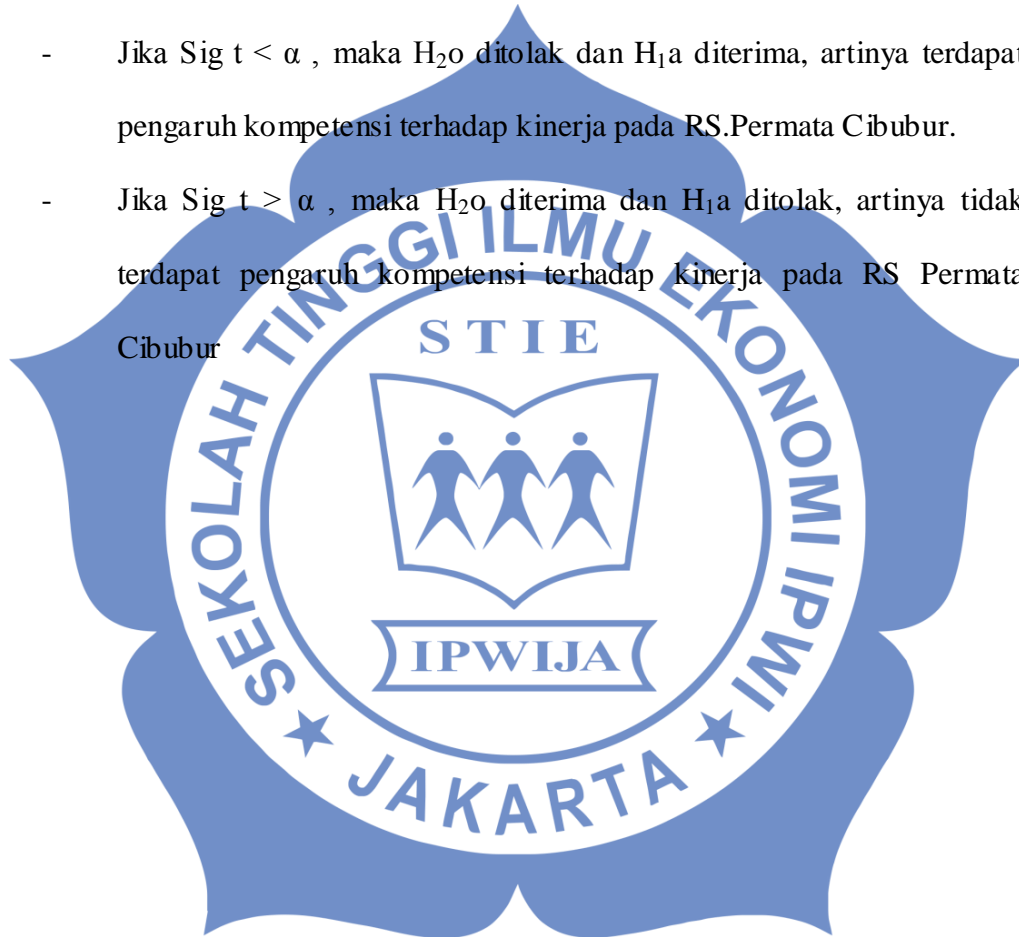 - Jika Sig t < α , maka H₂o ditolak dan H₁a diterima, artinya terdapat
pengaruh kompetensi terhadap kinerja pada RS.Permata Cibubur.
- Jika Sig t > α , maka H₂o diterima dan H₁a ditolak, artinya tidak
terdapat pengaruh kompetensi terhadap kinerja pada RS Permata
Cibubur
SEKOLAH TINGGI ILMU EKONOMI IPWI
STIE
IPWIJA
★ JAKARTA ★